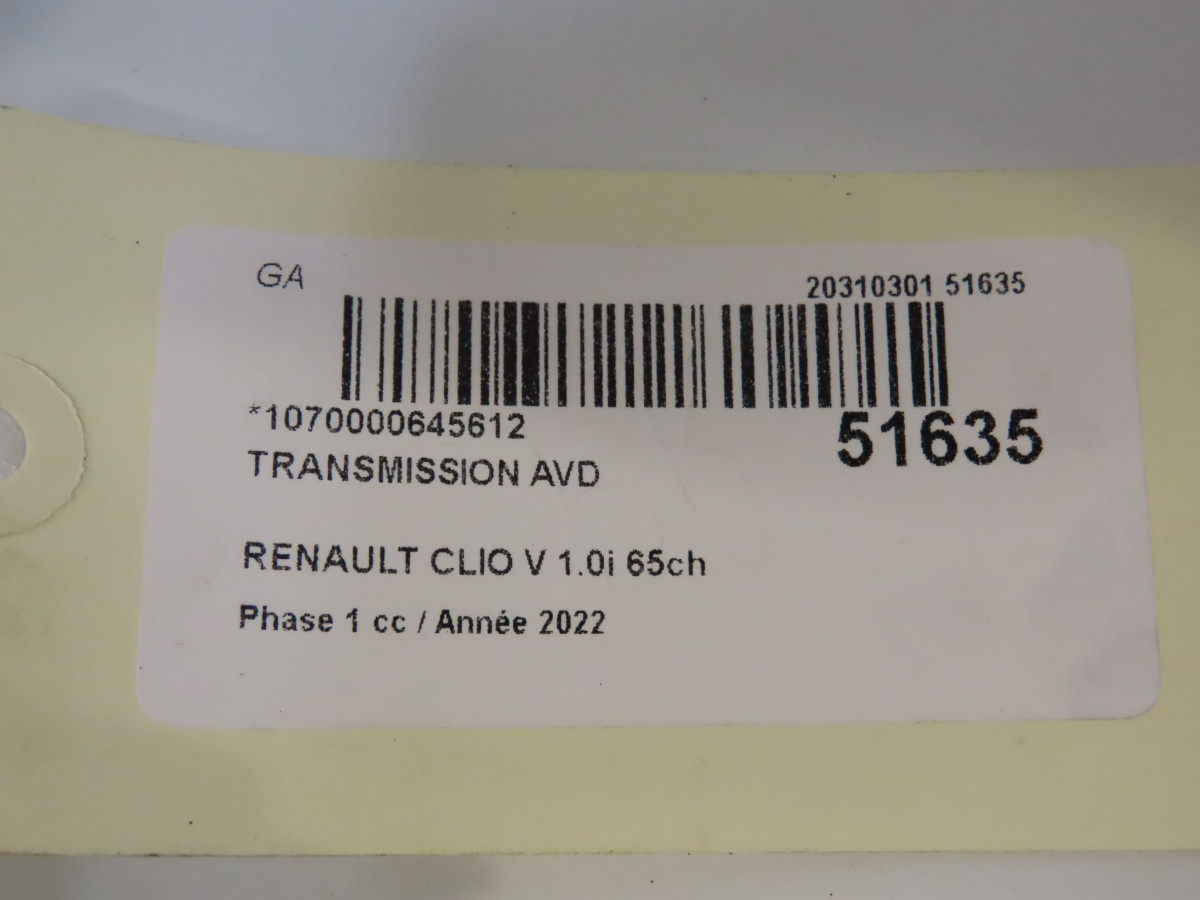 GA
20310301 51635
*1070000645612
51635
TRANSMISSION AVD
RENAULT CLIO V 1.0i 65ch
Phase 1 cc / Année 2022